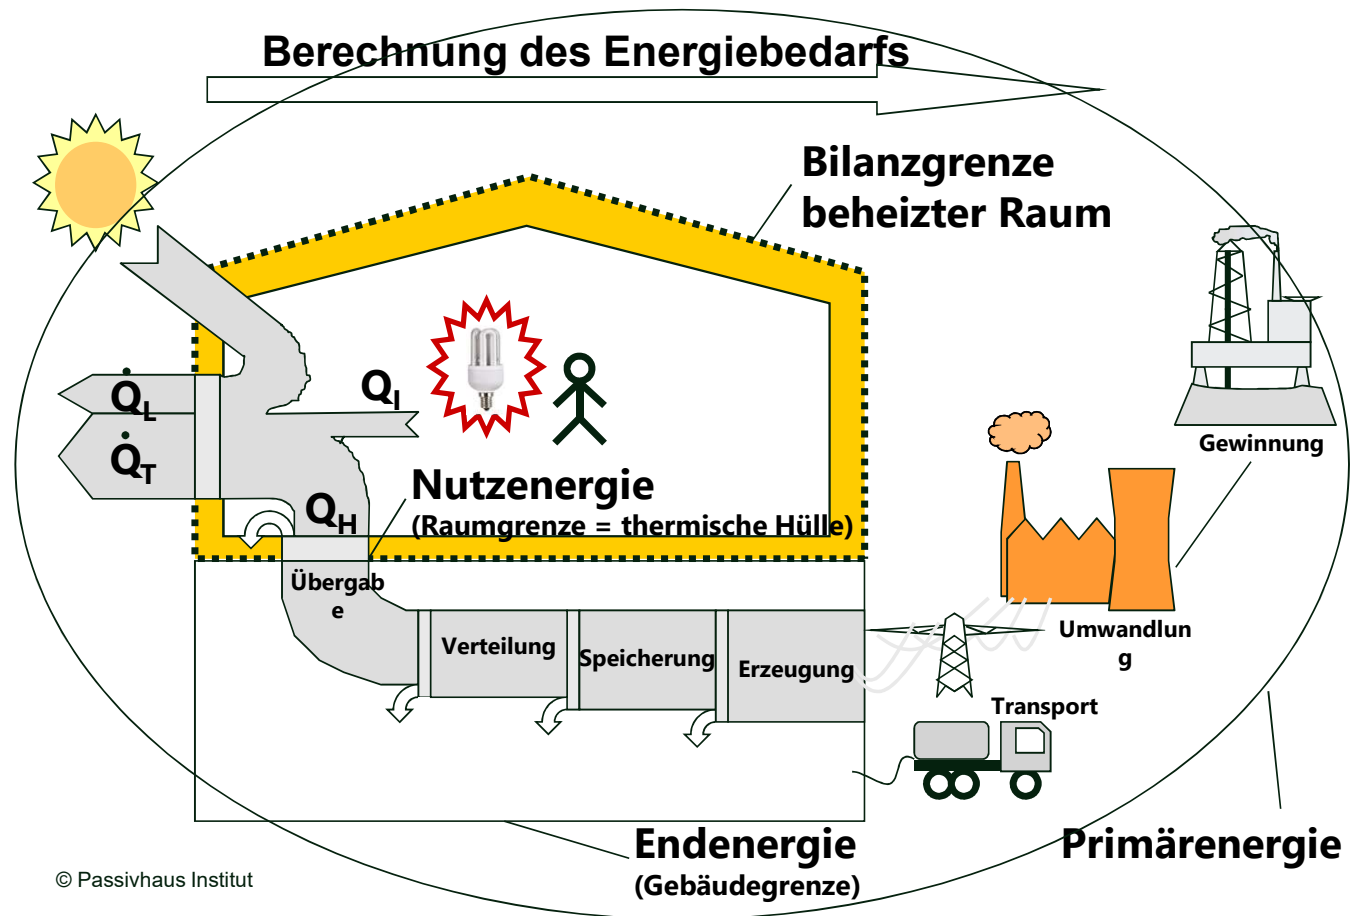 Berechnung des Energiebedarfs
Bilanzgrenze
beheizter Raum
Gewinnung
Q̇L
QI
Q̇T
Nutzenergie
(Raumgrenze = thermische Hülle)
QH
Übergab
e
Verteilung
Speicherung
Erzeugung
Umwandlun
g
Transport
Endenergie
(Gebäudegrenze)
Primärenergie
© Passivhaus Institut